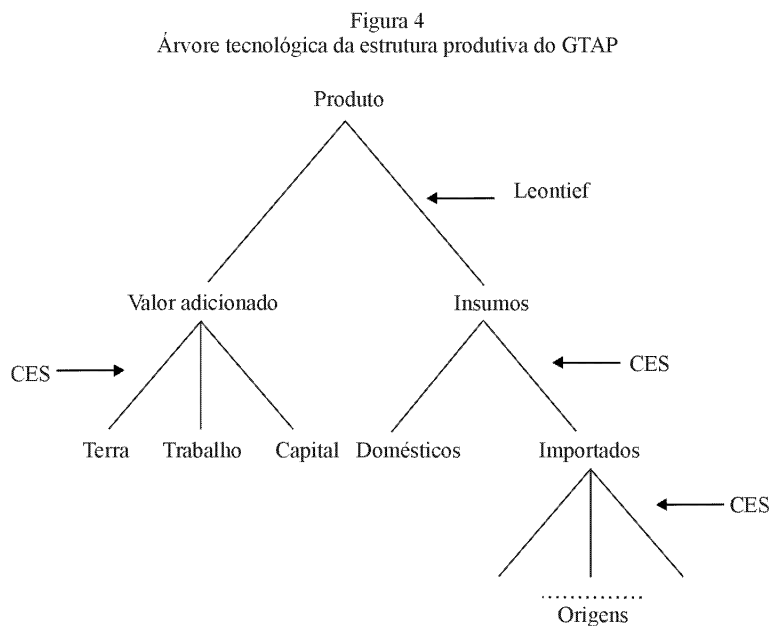 Figura 4
Árvore tecnológica da estrutura produtiva do GTAP
Produto
Leontief
Valor adicionado
Insumos
CES
CES
Terra
Trabalho
Capital
Domésticos
Importados
CES
Origens